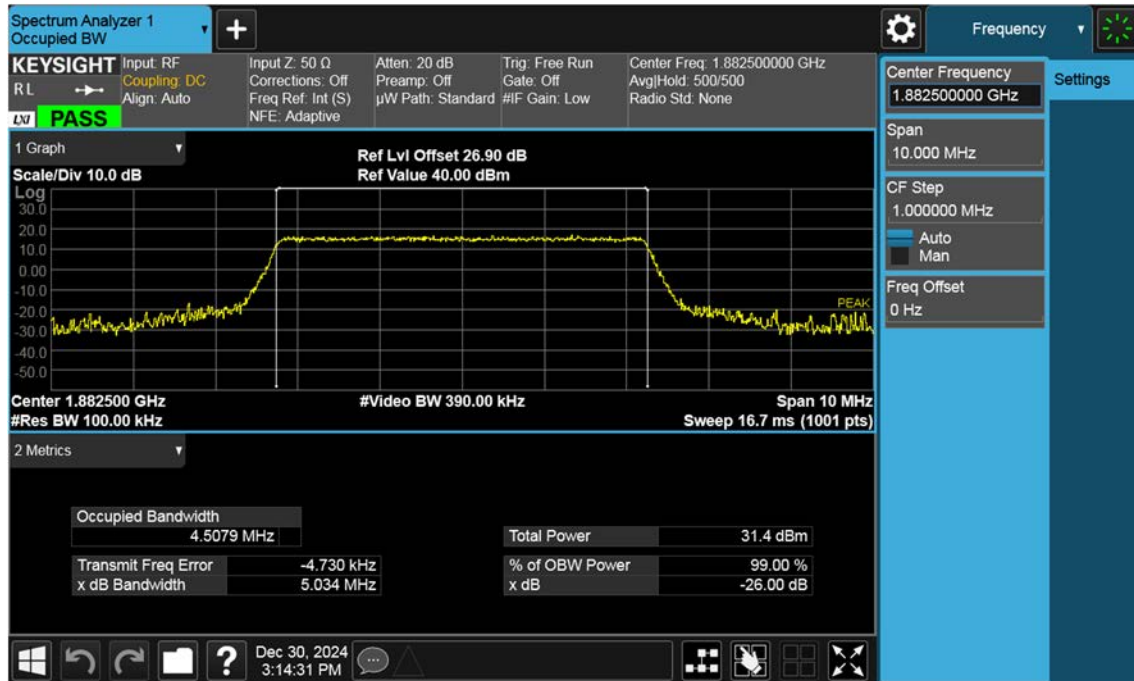 Spectrum Analyzer 1
Occupied BW
+
Frequency
KEYSIGHT
R L
LXI PASS
Input: RF
Coupling: DC
Align: Auto
Input Z: 50 Ω
Corrections: Off
Freq Ref: Int (S)
NFE: Adaptive
Atten: 20 dB
Preamp: Off
µW Path: Standard
Trig: Free Run
Gate: Off
#IF Gain: Low
Center Freq: 1.882500000 GHz
Avg|Hold: 500/500
Radio Std: None
Center Frequency
1.882500000 GHz
Settings
Span
10.000 MHz
CF Step
1.000000 MHz
Auto
Man
Freq Offset
0 Hz
1 Graph
Scale/Div 10.0 dB
Ref Lvl Offset 26.90 dB
Ref Value 40.00 dBm
Log
30.0
20.0
10.0
0.00
-10.0
-20.0
-30.0
-40.0
-50.0
PEAK
Center 1.882500 GHz
#Video BW 390.00 kHz
Span 10 MHz
#Res BW 100.00 kHz
Sweep 16.7 ms (1001 pts)
2 Metrics
Occupied Bandwidth
4.5079 MHz
Total Power 31.4 dBm
Transmit Freq Error -4.730 kHz
% of OBW Power 99.00 %
x dB Bandwidth 5.034 MHz
x dB -26.00 dB
?
Dec 30, 2024
3:14:31 PM